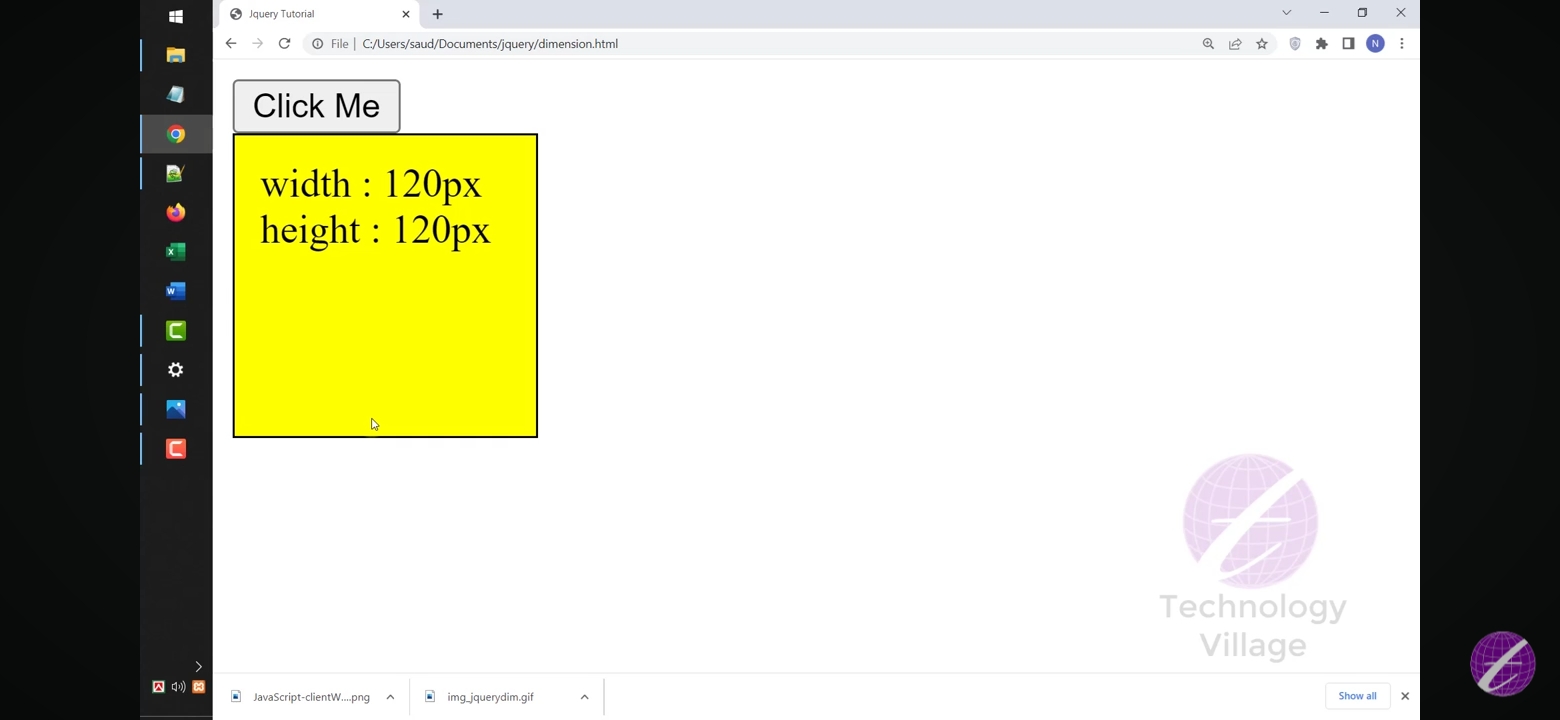 Jquery Tutorial
File
C:/Users/saud/Documents/jquery/dimension.html
N
Click Me
width : 120px
height : 120px
Technology
Village
JavaScript-clientW....png
img_jquerydim.gif
Show all